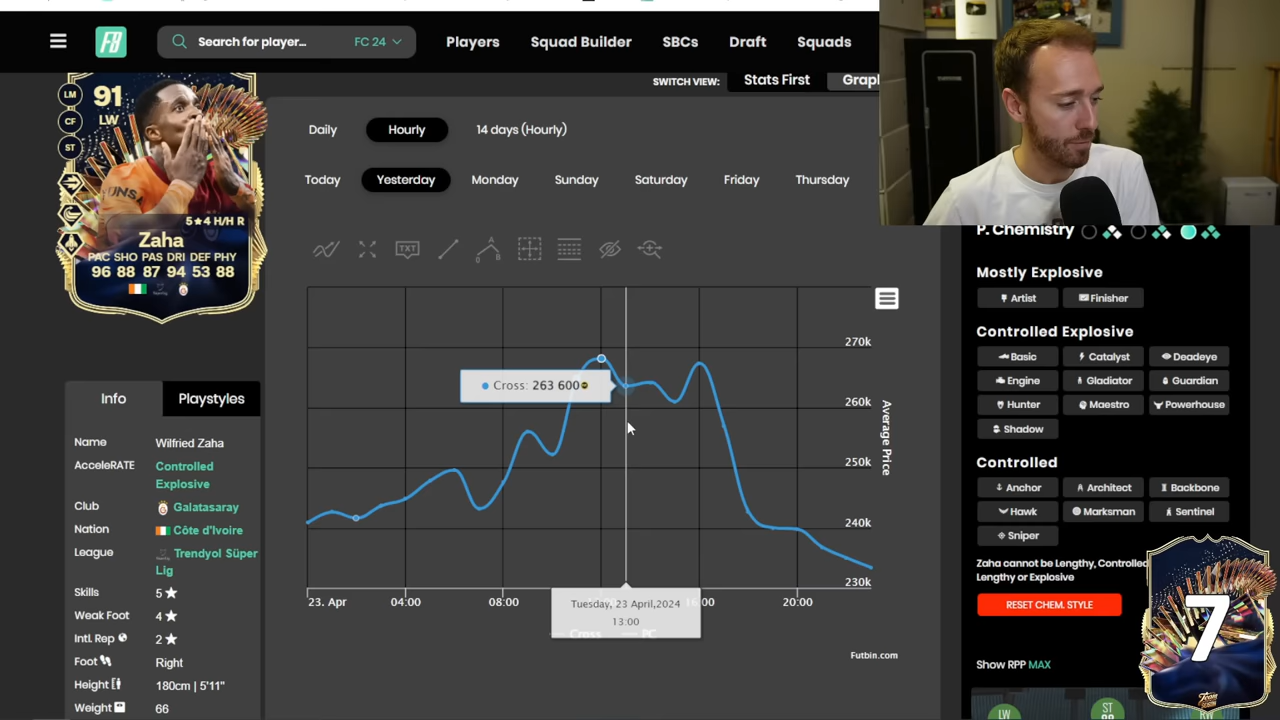 FB Search for player... FC 24 Players Squad Builder SBCs Draft Squads
SWITCH VIEW: Stats First Graph
91
LW
LM
CF
ST
5★4 H/H R
Zaha
PAC SHO PAS DRI DEF PHY
96 88 87 94 53 88
Daily Hourly 14 days (Hourly)
Today Yesterday Monday Sunday Saturday Friday Thursday
TXT
270k
260k
250k
240k
230k
Average Price
Cross: 263 600
23. Apr 04:00 08:00 16:00 20:00
Tuesday, 23 April,2024
13:00
Futbin.com
Info Playstyles
Name Wilfried Zaha
AcceleRATE Controlled
Explosive
Club Galatasaray
Nation Côte d'Ivoire
League Trendyol Süper
Lig
Skills 5 ★
Weak Foot 4 ★
Intl. Rep 2 ★
Foot Right
Height 180cm | 5'11"
Weight 66
P. Chemistry
Mostly Explosive
Artist Finisher
Controlled Explosive
Basic Catalyst Deadeye
Engine Gladiator Guardian
Hunter Maestro Powerhouse
Shadow
Controlled
Anchor Architect Backbone
Hawk Marksman Sentinel
Sniper
Zaha cannot be Lengthy, Controlled
Lengthy or Explosive
RESET CHEM. STYLE
Show RPP MAX
LW
ST
7